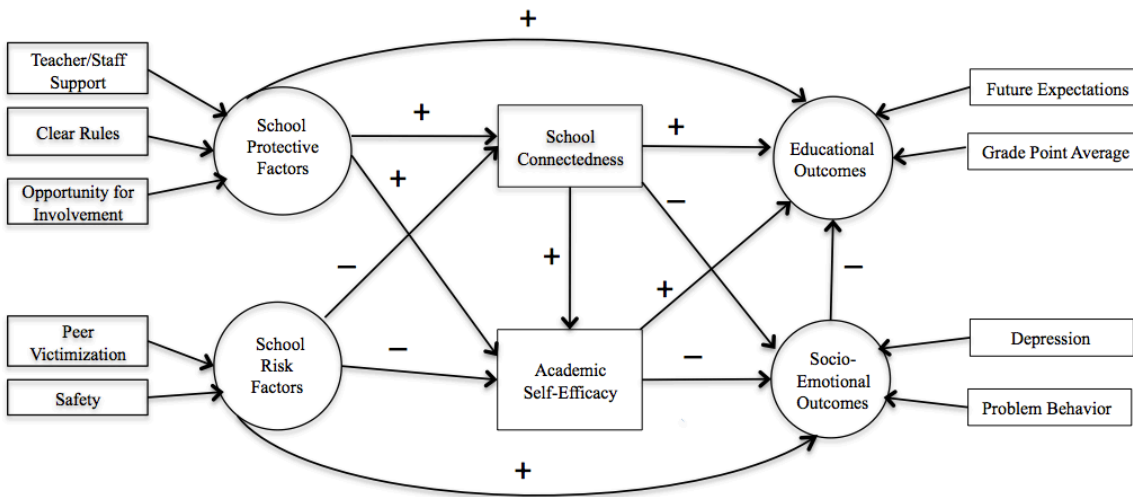 +
Teacher/Staff
Support
Clear Rules
Opportunity for
Involvement
School
Protective
Factors
+
+
School
Connectedness
+
−
Educational
Outcomes
Future Expectations
Grade Point Average
−
+
+
−
Peer
Victimization
Safety
School
Risk
Factors
−
Academic
Self-Efficacy
−
Socio-
Emotional
Outcomes
Depression
Problem Behavior
+